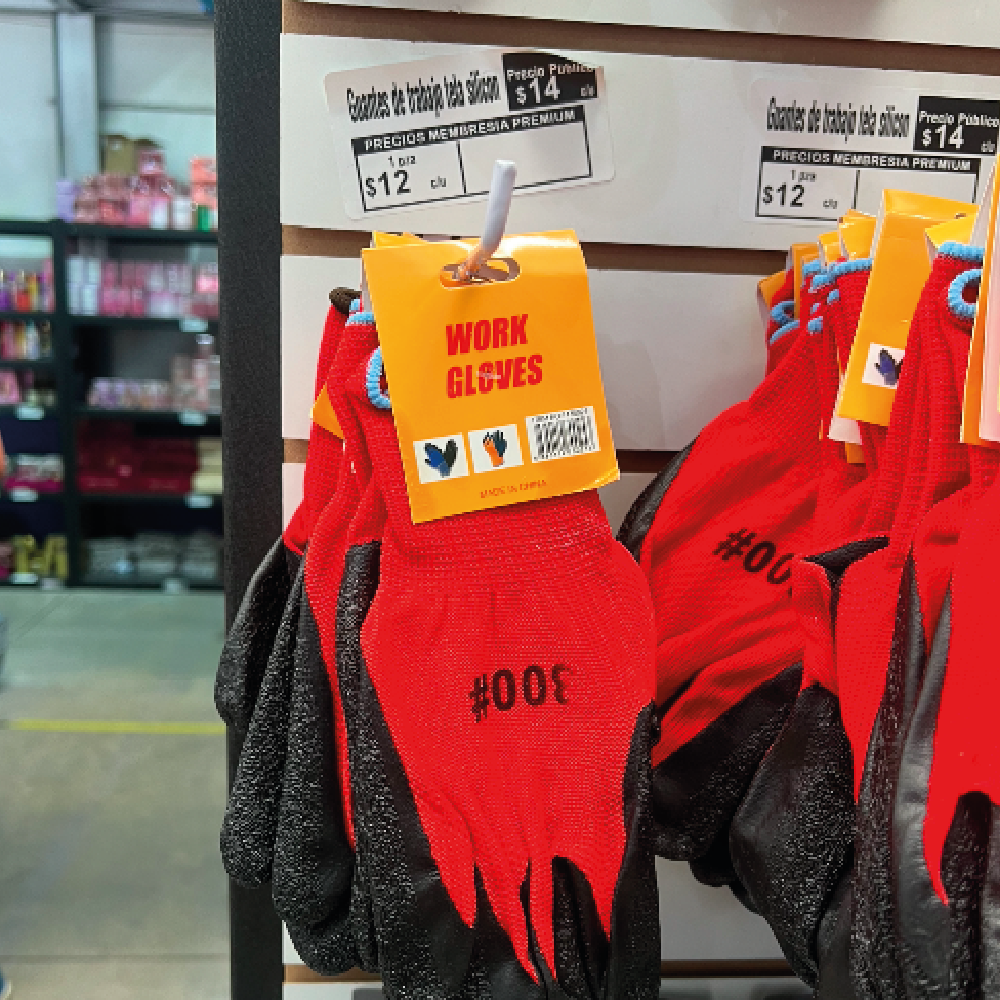 Guantes de trabajo tela silicon
Precio Público
$14 c/u
PRECIOS MEMBRESIA PREMIUM
1 pza
$12 c/u
Guantes de trabajo tela silicon
Precio Público
$14 c/u
PRECIOS MEMBRESIA PREMIUM
1 pza
$12 c/u
WORK
GLOVES
MADE IN CHINA
#00
300#